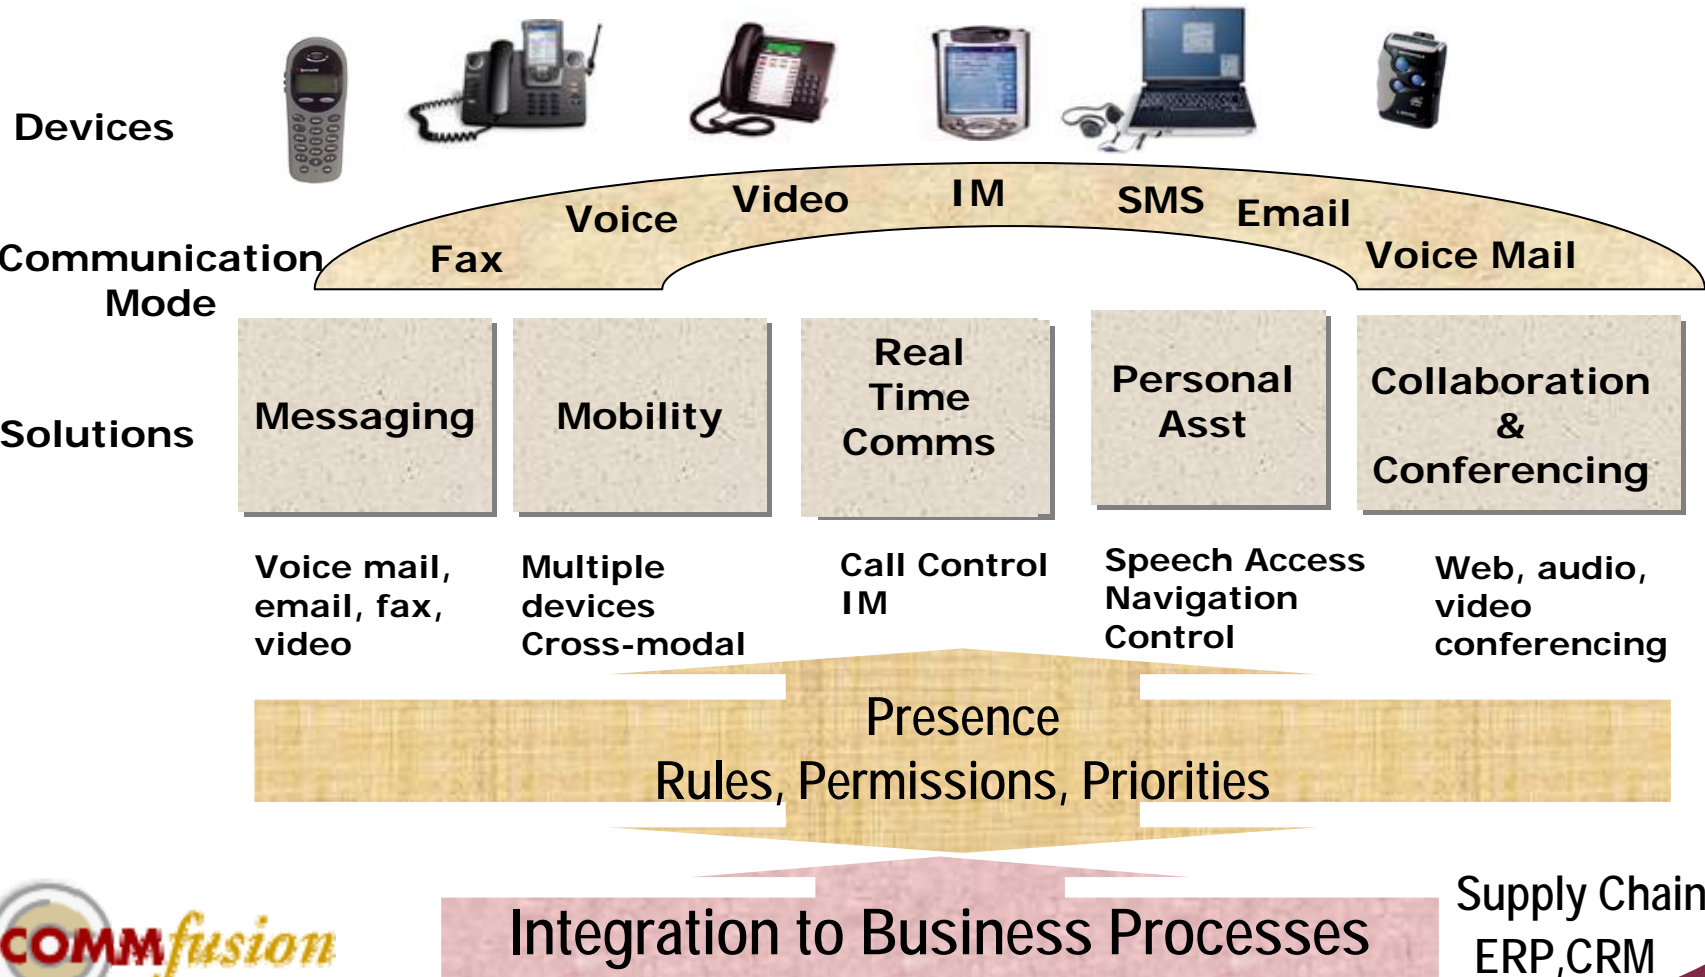 Devices
Communication
Mode
Fax
Voice
Video
IM
SMS
Email
Voice Mail
Solutions
Messaging
Mobility
Real
Time
Comms
Personal
Asst
Collaboration
&
Conferencing
Voice mail,
email, fax,
video
Multiple
devices
Cross-modal
Call Control
IM
Speech Access
Navigation
Control
Web, audio,
video
conferencing
Presence
Rules, Permissions, Priorities
Integration to Business Processes
Supply Chain
ERP,CRM
COMMfusion